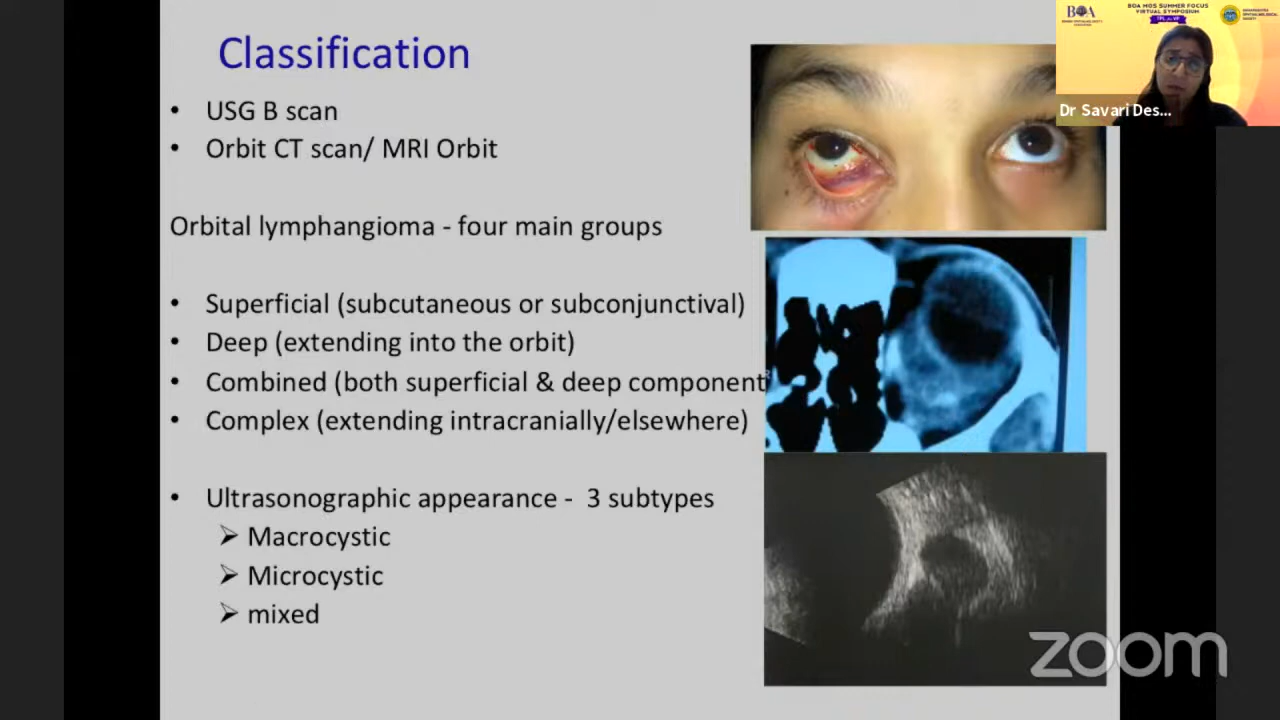 Classification
• USG B scan
• Orbit CT scan/ MRI Orbit
Orbital lymphangioma - four main groups
• Superficial (subcutaneous or subconjunctival)
• Deep (extending into the orbit)
• Combined (both superficial & deep component
• Complex (extending intracranially/elsewhere)
• Ultrasonographic appearance - 3 subtypes
➢ Macrocystic
➢ Microcystic
➢ mixed
BOA
BOA MOS SUMMER FOCUS
VIRTUAL SYMPOSIUM
Dr Savari Des...
zoom